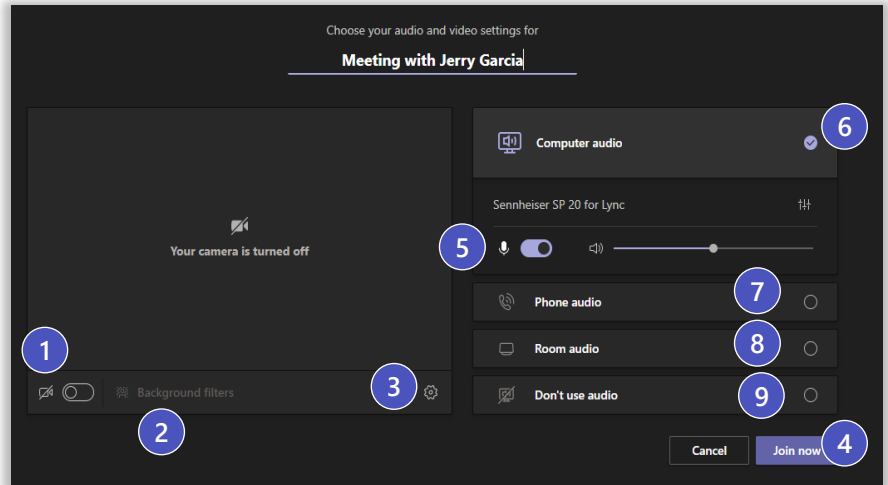 Choose your audio and video settings for
Meeting with Jerry Garcia
6
Computer audio
Sennheiser SP 20 for Lync
Your camera is turned off
5
7
Phone audio
8
Room audio
1
3
Background filters
9
Don't use audio
2
4
Cancel
Join now